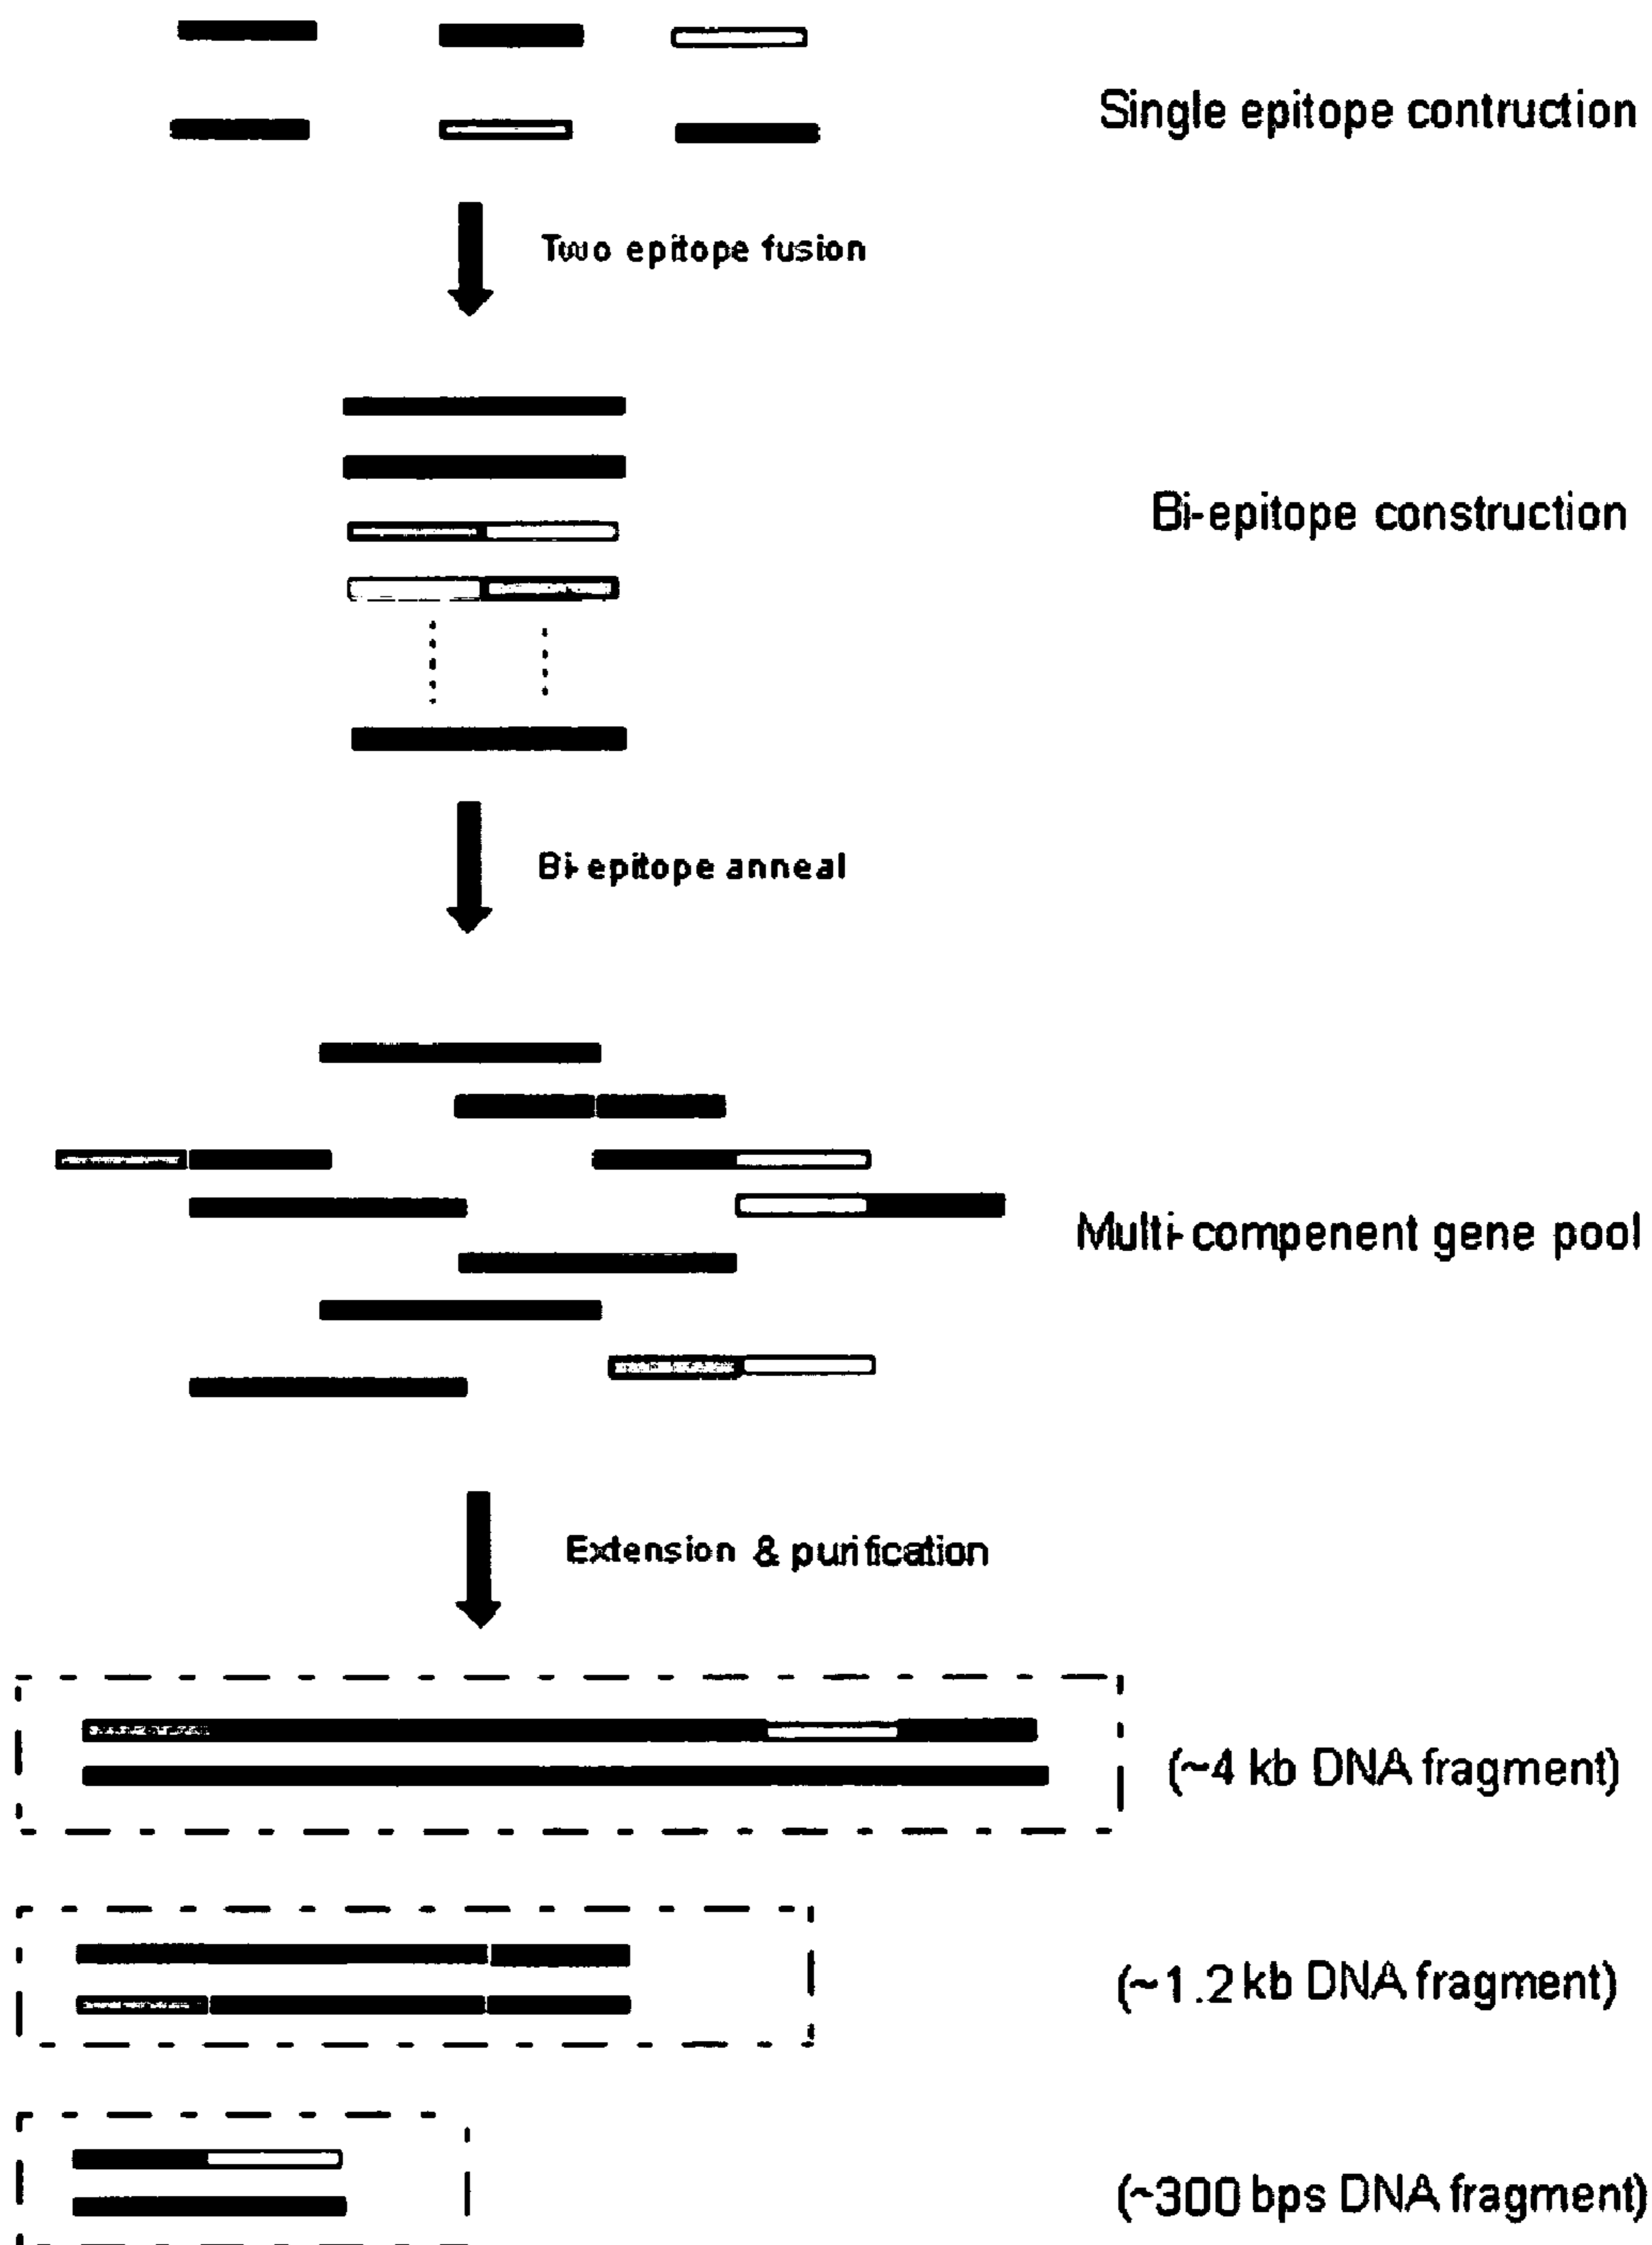 Single epitope contruction
Two epitope fusion
Bi-epitope construction
Bi-epitope anneal
Multi-compenent gene pool
Extension & purification
(~4 kb DNA fragment)
(~1.2 kb DNA fragment)
(~300 bps DNA fragment)